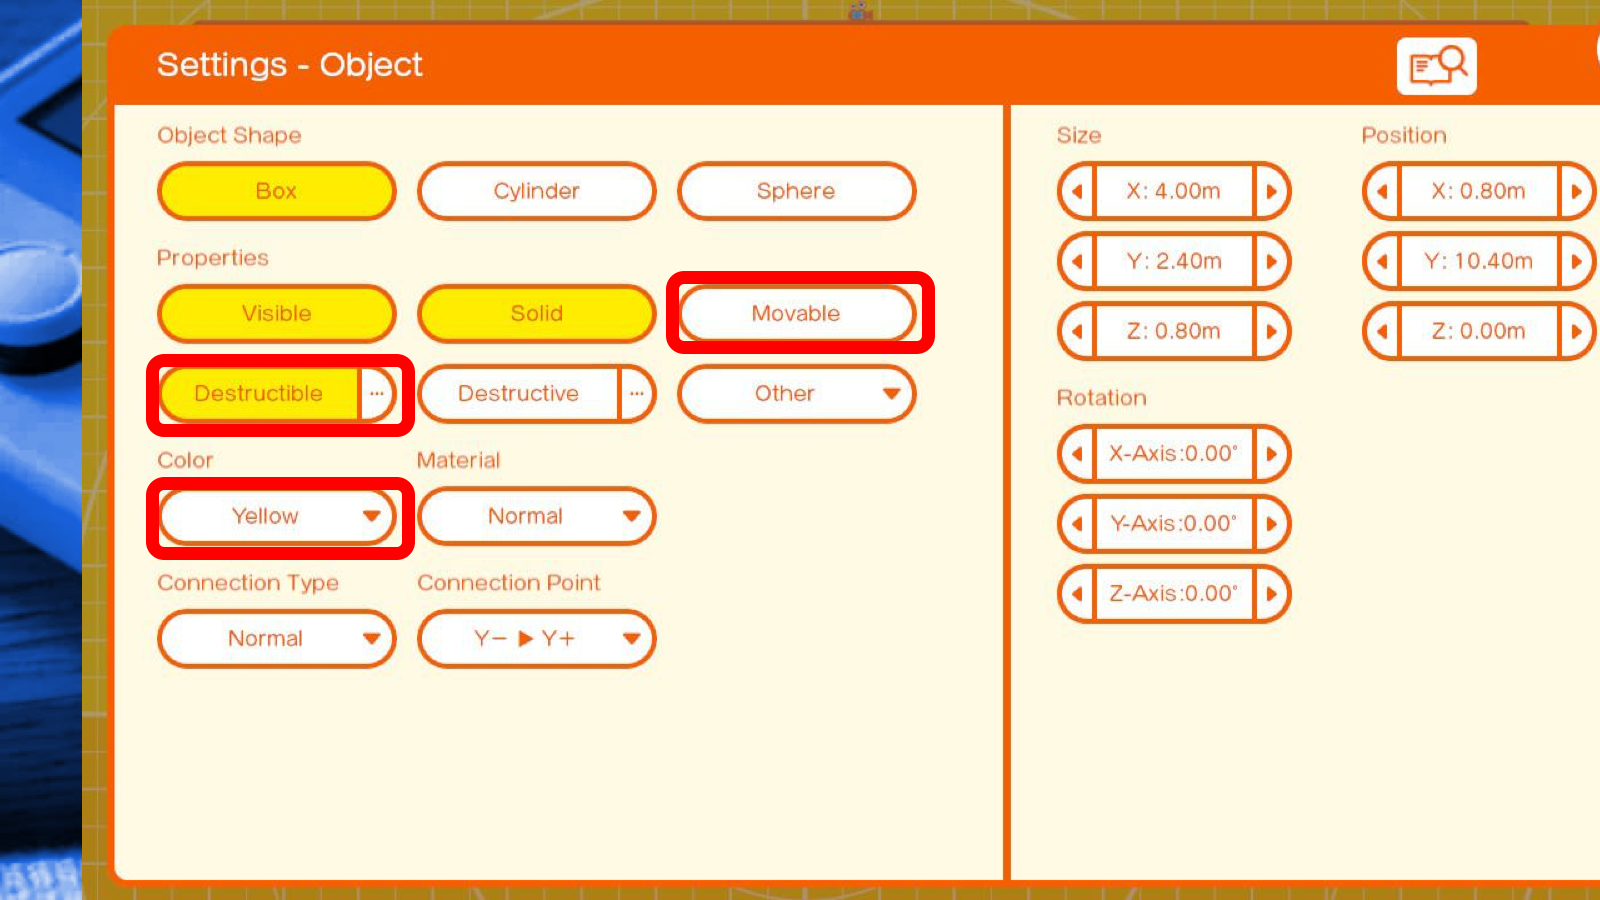 Settings - Object
Object Shape
Box
Cylinder
Sphere
Properties
Visible
Solid
Movable
Destructible ...
Destructive ...
Other
Color
Material
Yellow
Normal
Connection Type
Connection Point
Normal
Y− ▶ Y+
Size
X: 4.00m
Y: 2.40m
Z: 0.80m
Position
X: 0.80m
Y: 10.40m
Z: 0.00m
Rotation
X-Axis:0.00°
Y-Axis:0.00°
Z-Axis:0.00°